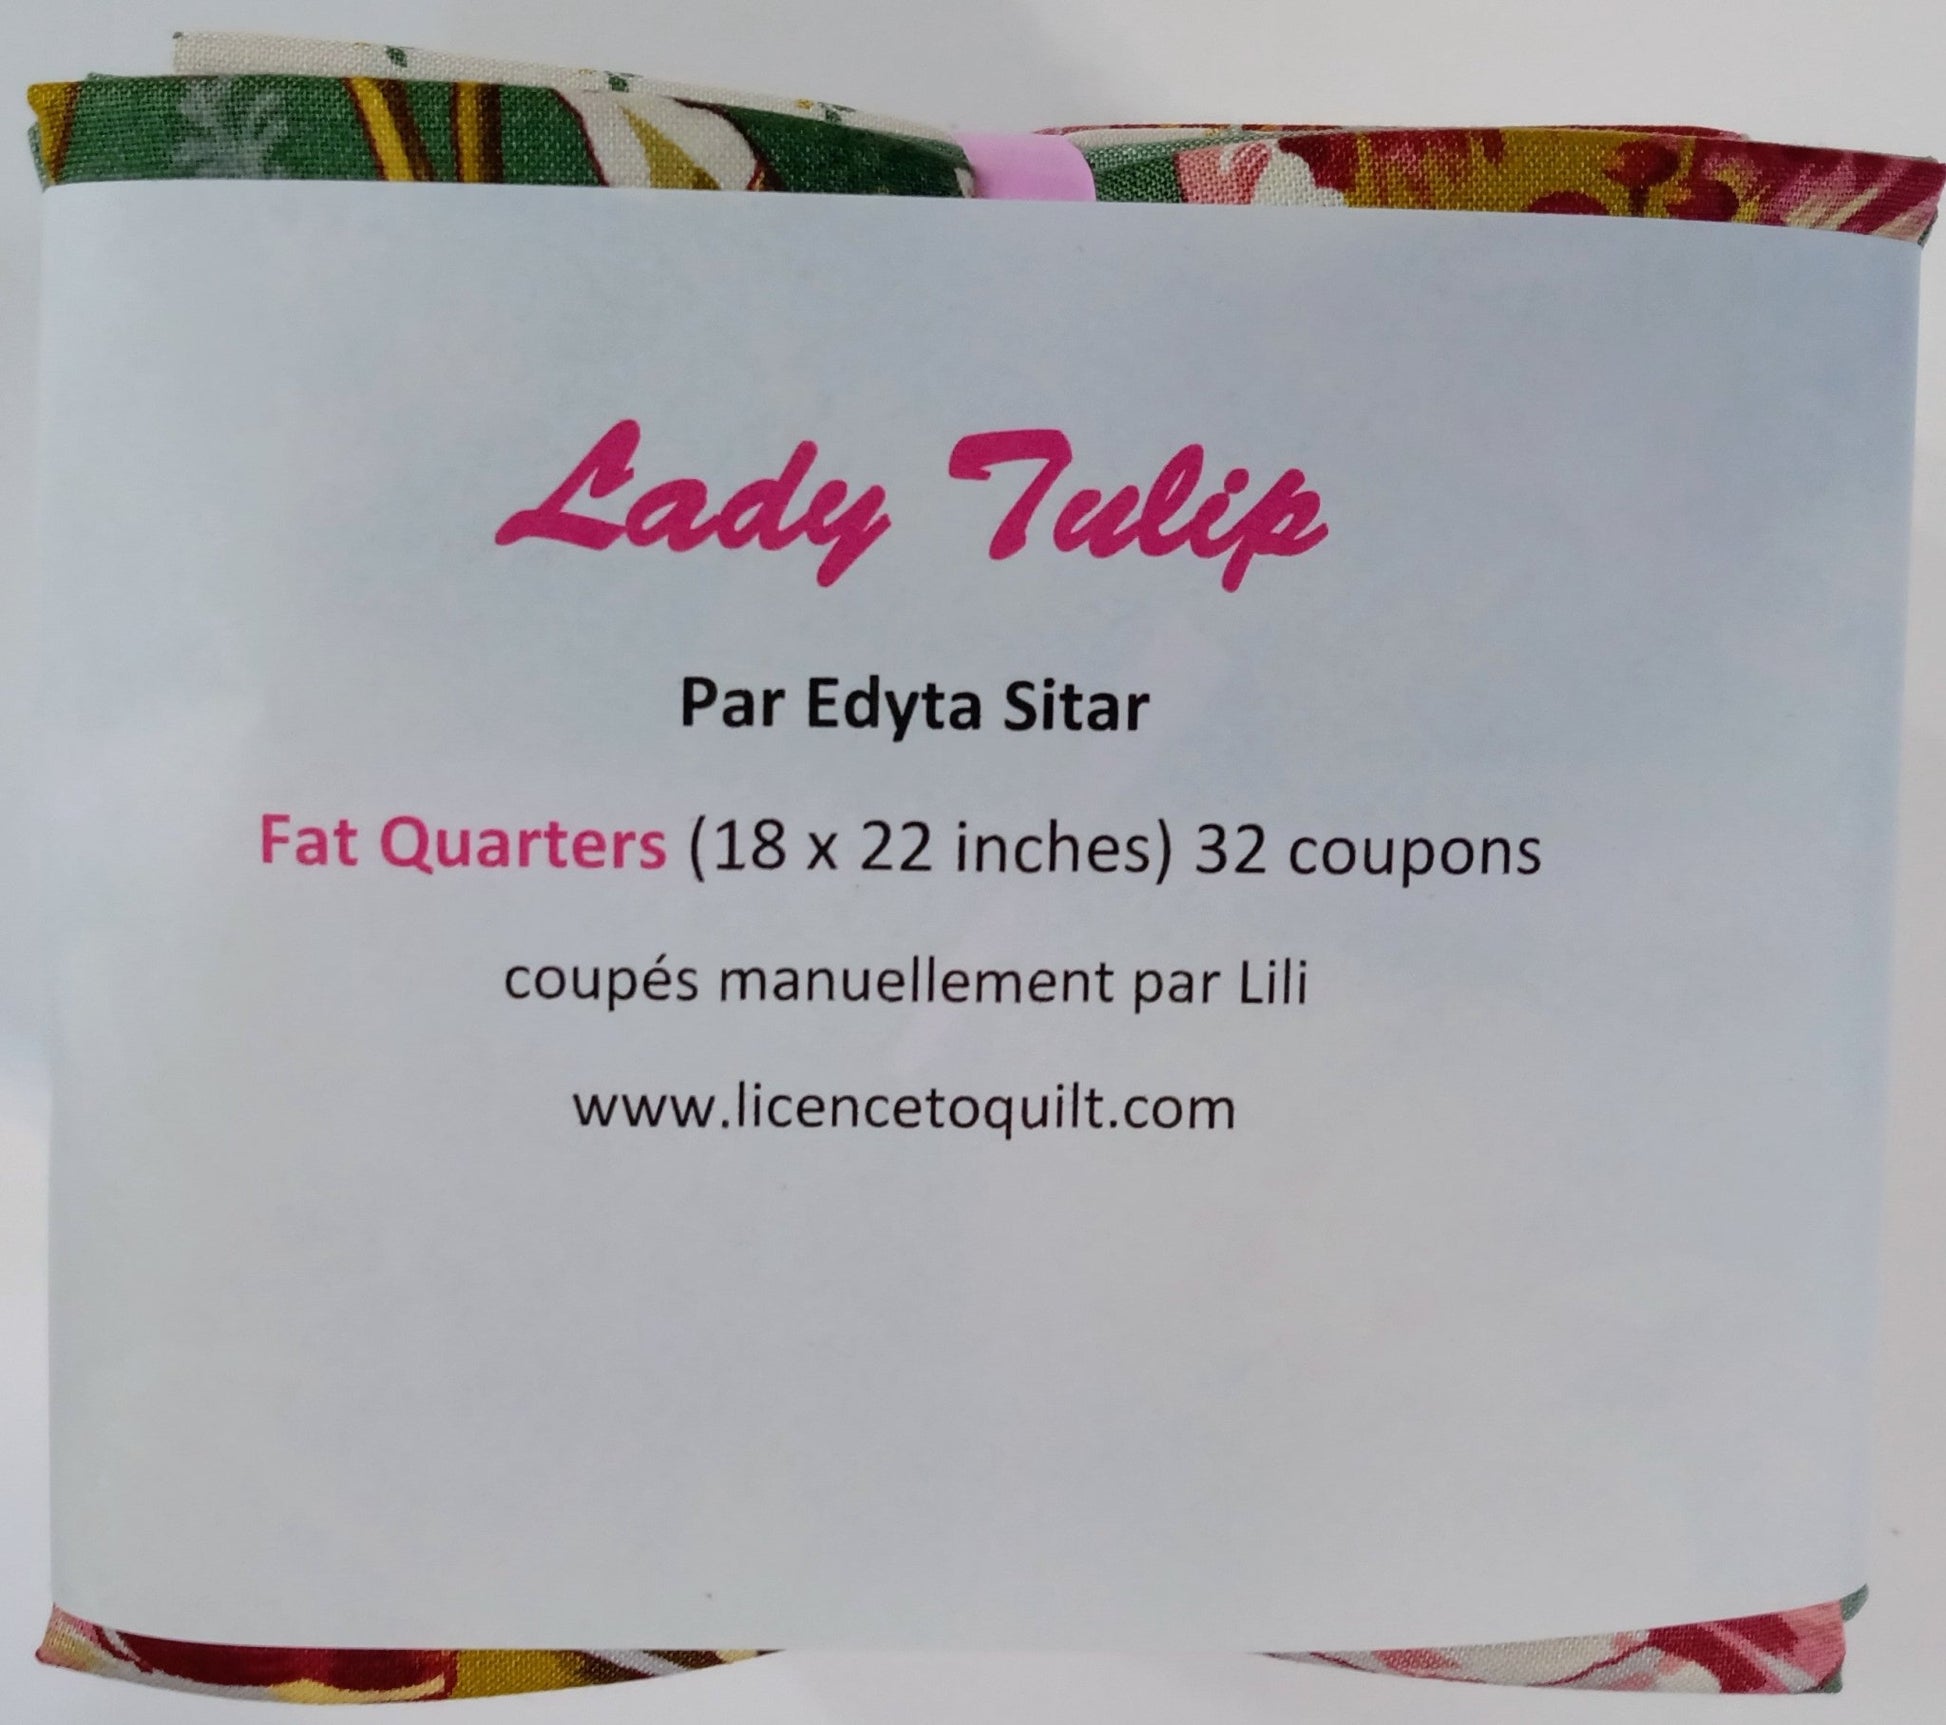 Lady Tulip
Par Edyta Sitar
Fat Quarters (18 x 22 inches) 32 coupons
coupés manuellement par Lili
www.licencetoquilt.com